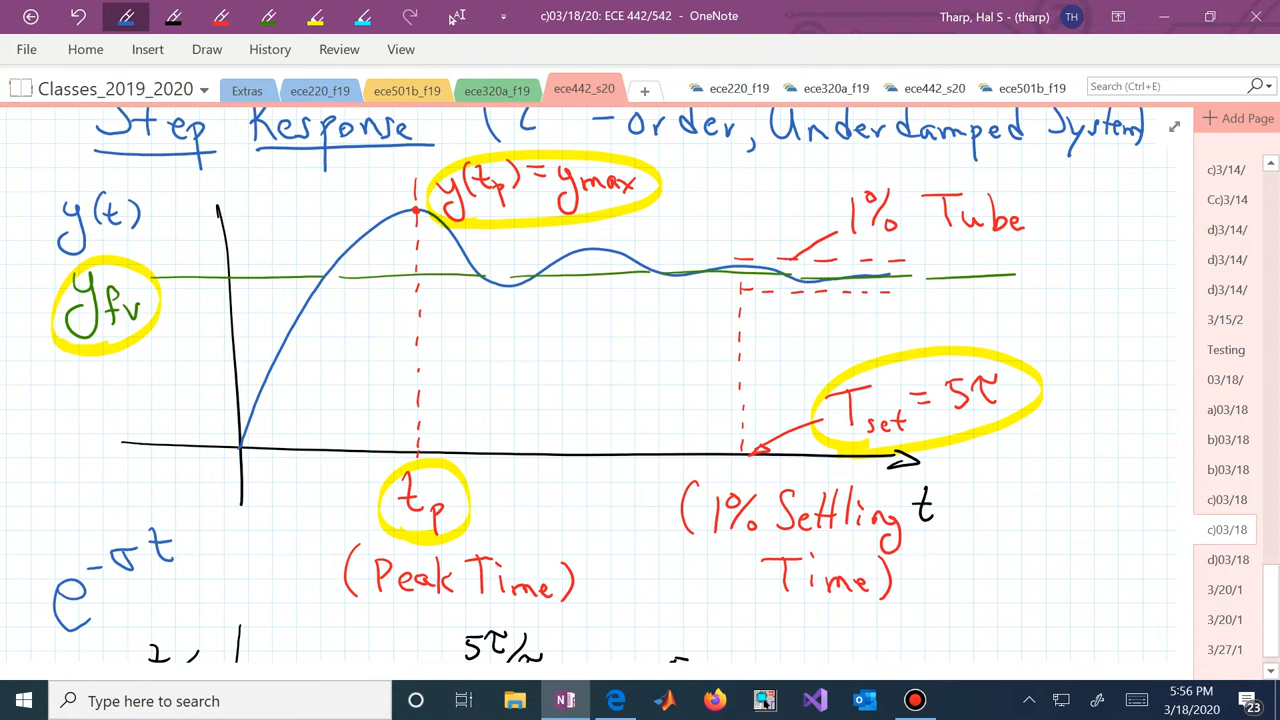 c)03/18/20: ECE 442/542 - OneNote
Tharp, Hal S - (tharp)
TH
File Home Insert Draw History Review View
Classes_2019_2020
Extras ece220_f19 ece501b_f19 ece320a_f19 ece442_s20
ece220_f19 ece320a_f19 ece442_s20 ece501b_f19
Search (Ctrl+E)
Add Page
Step Response - order, Underdamped System)
y(t)
y(tp) = ymax
1% Tube
yfv
Tset = 5τ
tp
(Peak Time)
(1% Settling
Time)
t
e^-σt
5τ/τ
c)3/14/
Cc)3/14
d)3/14/
d)3/14/
d)3/14/
3/15/2
Testing
03/18/
a)03/18
b)03/18
b)03/18
c)03/18
c)03/18
d)03/18
3/20/1
3/20/1
3/27/1
Type here to search
5:56 PM
3/18/2020
23